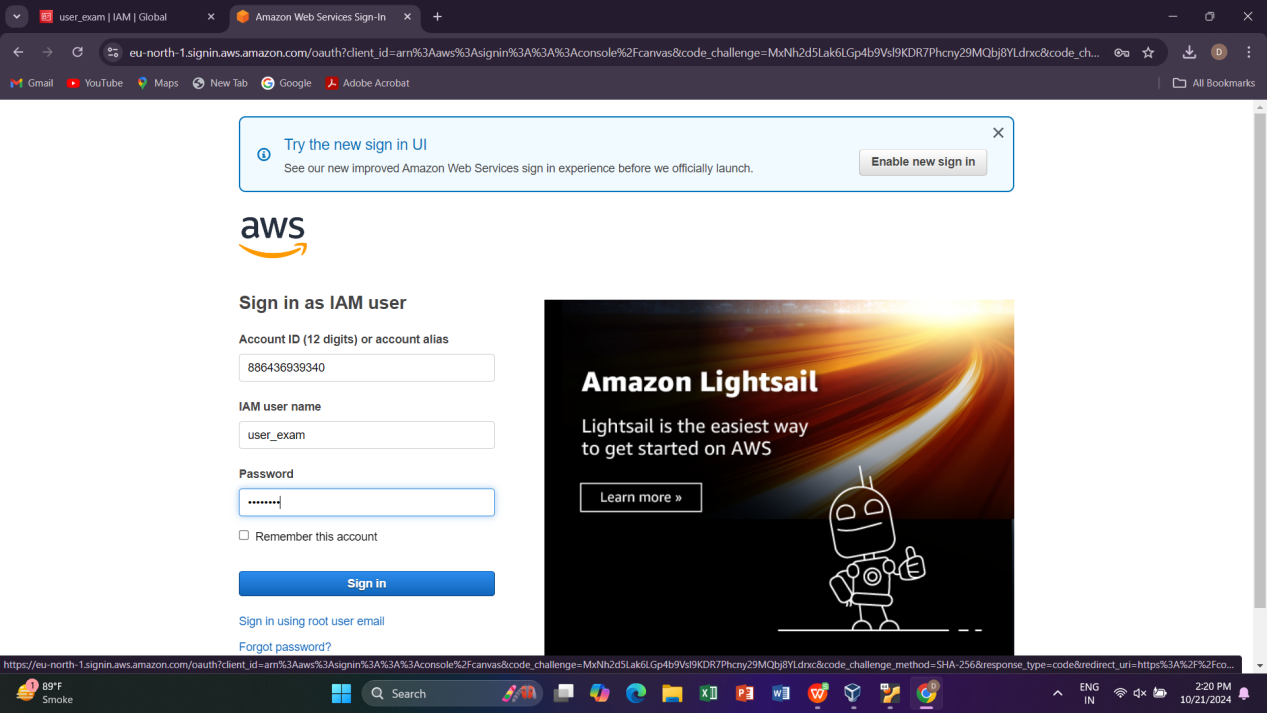 user_exam | IAM | Global
Amazon Web Services Sign-In
eu-north-1.signin.aws.amazon.com/oauth?client_id=arn%3Aaws%3Asignin%3A%3A%3Aconsole%2Fcanvas&code_challenge=MxNh2d5Lak6LGp4b9Vsl9KDR7Phcny29MQbj8YLdrxc&code_ch...
D
Gmail
YouTube
Maps
New Tab
Google
Adobe Acrobat
All Bookmarks
Try the new sign in UI
See our new improved Amazon Web Services sign in experience before we officially launch.
Enable new sign in
aws
Sign in as IAM user
Account ID (12 digits) or account alias
886436939340
IAM user name
user_exam
Password
••••••••
Remember this account
Sign in
Sign in using root user email
Forgot password?
Amazon Lightsail
Lightsail is the easiest way
to get started on AWS
Learn more »
https://eu-north-1.signin.aws.amazon.com/oauth?client_id=arn%3Aaws%3Asignin%3A%3A%3Aconsole%2Fcanvas&code_challenge=MxNh2d5Lak6LGp4b9Vsl9KDR7Phcny29MQbj8YLdrxc&code_challenge_method=SHA-256&response_type=code&redirect_uri=https%3A%2F%2Fco...
1
89°F
Smoke
Search
ENG
IN
2:20 PM
10/21/2024